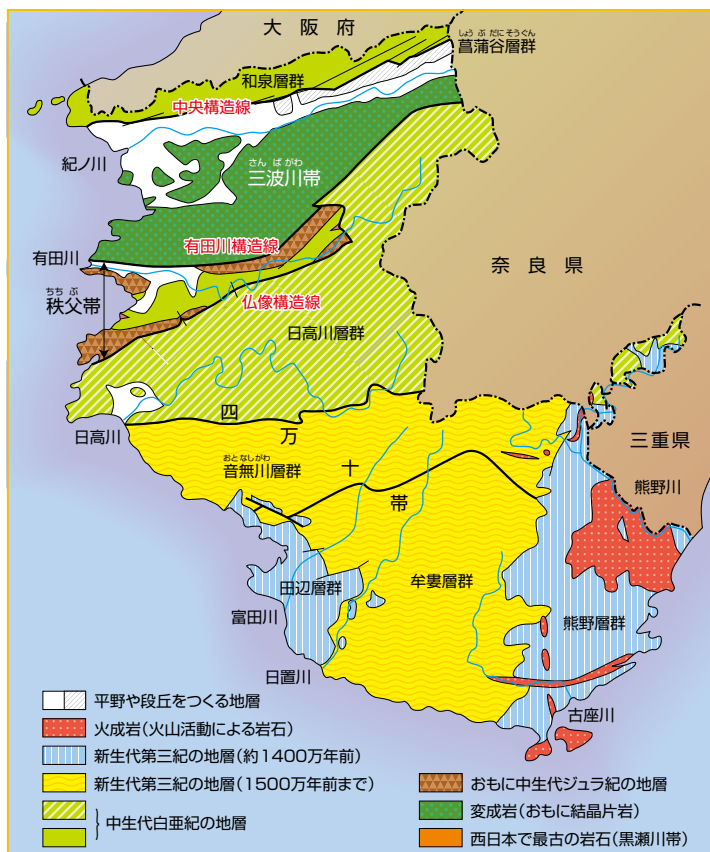 大阪府
しょうぶだにそうぐん
菖蒲谷層群
和泉層群
中央構造線
紀ノ川
さんばがわ
三波川帯
有田川構造線
有田川
奈良県
ちちぶ
秩父帯
仏像構造線
日高川層群
四万十帯
日高川
三重県
おとなしがわ
音無川層群
熊野川
田辺層群
牟婁層群
富田川
熊野層群
日置川
古座川
平野や段丘をつくる地層
火成岩(火山活動による岩石)
新生代第三紀の地層(約1400万年前)
新生代第三紀の地層(1500万年前まで)
中生代白亜紀の地層
おもに中生代ジュラ紀の地層
変成岩(おもに結晶片岩)
西日本で最古の岩石(黒瀬川帯)